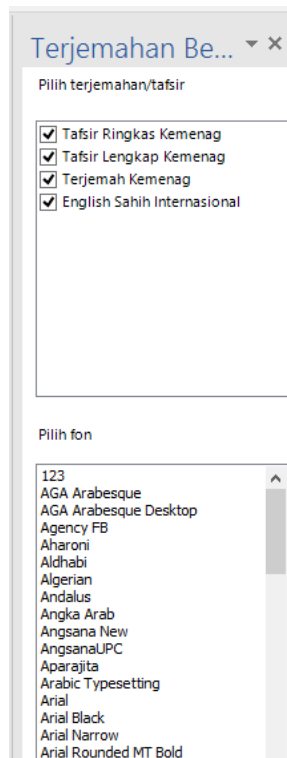 Terjemahan Be...
Pilih terjemahan/tafsir
Tafsir Ringkas Kemenag
Tafsir Lengkap Kemenag
Terjemah Kemenag
English Sahih Internasional
Pilih fon
123
AGA Arabesque
AGA Arabesque Desktop
Agency FB
Aharoni
Aldhabi
Algerian
Andalus
Angka Arab
Angsana New
AngsanaUPC
Aparajita
Arabic Typesetting
Arial
Arial Black
Arial Narrow
Arial Rounded MT Bold